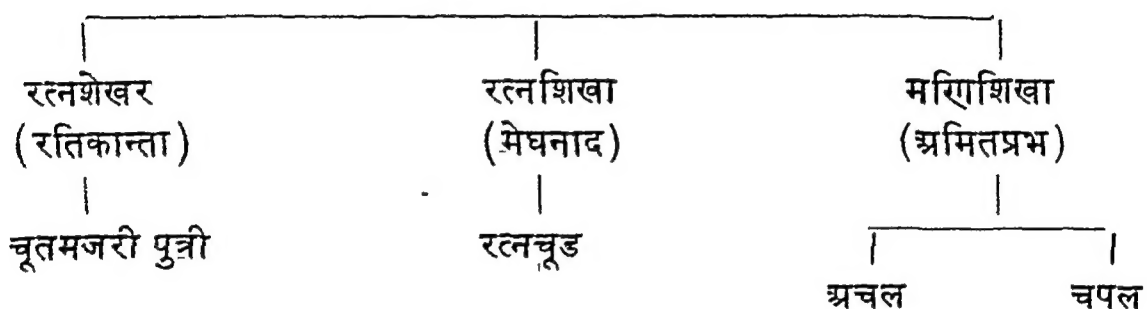 रत्नशेखर रत्नशिखा मणिशिखा
(रतिकान्ता) (मेघनाद) (अमितप्रभ)
चूतमजरी पुत्री रत्नचूड
अचल चपल